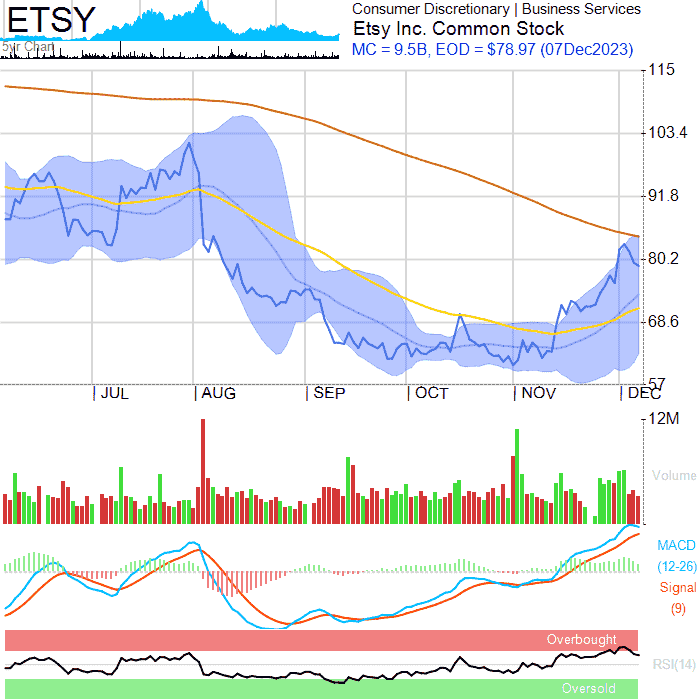 ETSY
5yr Chart
Consumer Discretionary | Business Services
Etsy Inc. Common Stock
MC = 9.5B, EOD = $78.97 (07Dec2023)
115
103.4
91.8
80.2
68.6
57
JUL AUG SEP OCT NOV DEC
12M
Volume
MACD
(12-26)
Signal
(9)
Overbought
RSI(14)
Oversold